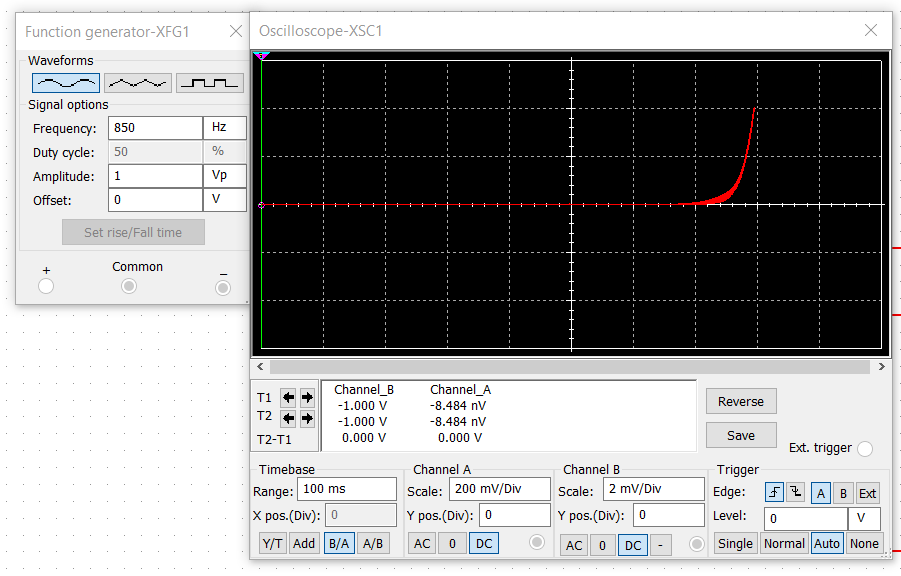 Function generator-XFG1
Waveforms
Signal options
Frequency: 850 Hz
Duty cycle: 50 %
Amplitude: 1 Vp
Offset: 0 V
Set rise/Fall time
+ Common −
Oscilloscope-XSC1
Channel_B Channel_A
T1 -1.000 V -8.484 nV
T2 -1.000 V -8.484 nV
T2-T1 0.000 V 0.000 V
Reverse
Save
Ext. trigger
Timebase
Range: 100 ms
X pos.(Div): 0
Y/T Add B/A A/B
Channel A
Scale: 200 mV/Div
Y pos.(Div): 0
AC 0 DC
Channel B
Scale: 2 mV/Div
Y pos.(Div): 0
AC 0 DC -
Trigger
Edge: A B Ext
Level: 0 V
Single Normal Auto None